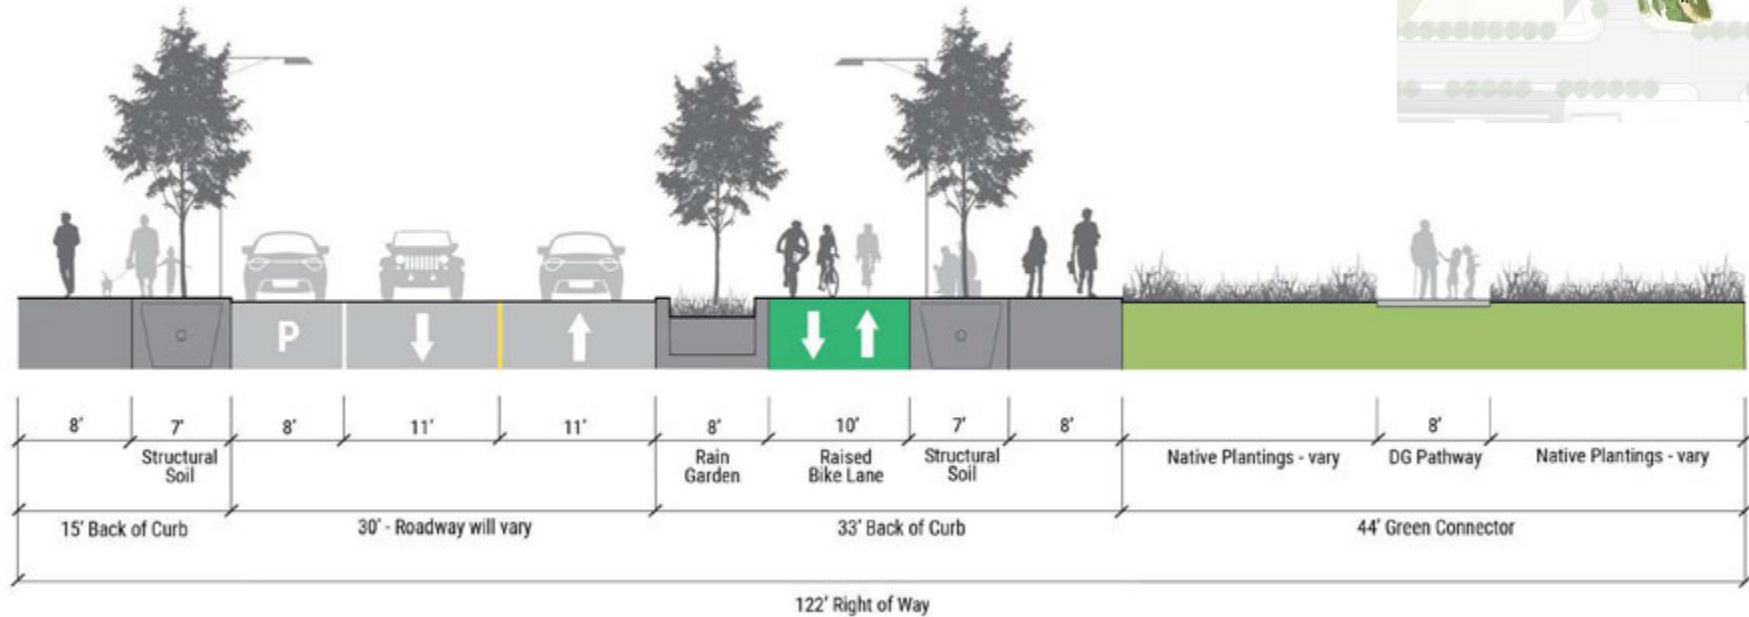 P
8’ 7’ 8’ 11’ 11’ 8’ 10’ 7’ 8’ 8’
Structural
Soil
Rain
Garden
Raised
Bike Lane
Structural
Soil
Native Plantings - vary
DG Pathway
Native Plantings - vary
15’ Back of Curb
30’ - Roadway will vary
33’ Back of Curb
44’ Green Connector
122’ Right of Way